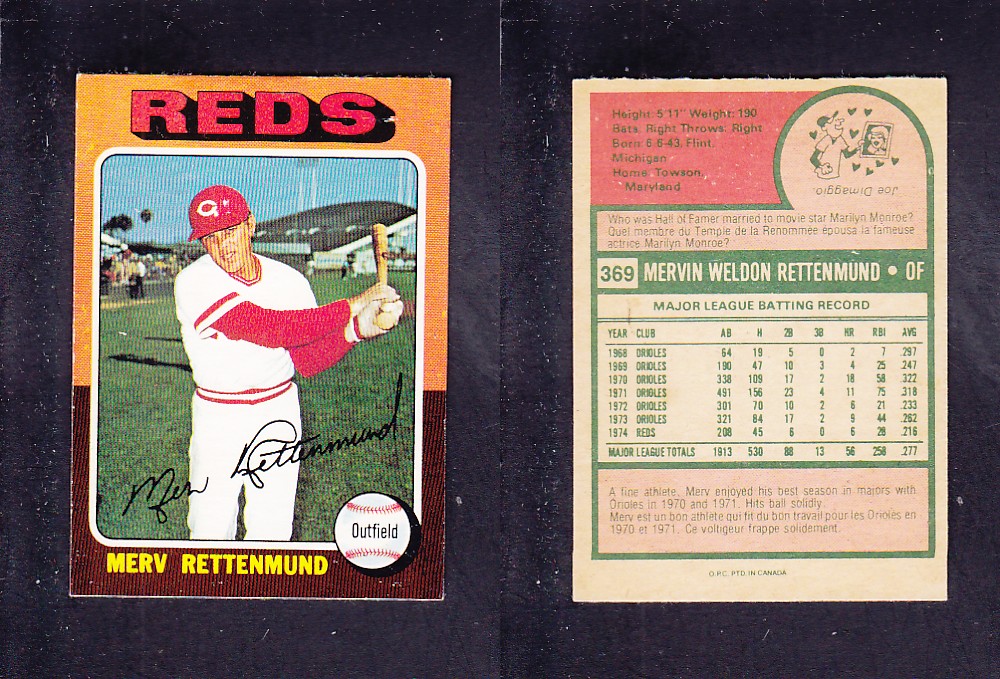 REDS
Merv Rettenmund
Outfield
MERV RETTENMUND
Height: 5'11" Weight: 190
Bats: Right Throws: Right
Born: 6-6-43, Flint,
Michigan
Home: Towson,
Maryland
Joe Dimaggio.
Who was Hall of Famer married to movie star Marilyn Monroe?
Quel membre du Temple de la Renommée épousa la fameuse
actrice Marilyn Monroe?
369 MERVIN WELDON RETTENMUND • OF
MAJOR LEAGUE BATTING RECORD
YEAR CLUB AB H 2B 3B HR RBI AVG
1968 ORIOLES 64 19 5 0 2 7 .297
1969 ORIOLES 190 47 10 3 4 25 .247
1970 ORIOLES 338 109 17 2 18 58 .322
1971 ORIOLES 491 156 23 4 11 75 .318
1972 ORIOLES 301 70 10 2 6 21 .233
1973 ORIOLES 321 84 17 2 9 44 .262
1974 REDS 208 45 6 0 6 28 .216
MAJOR LEAGUE TOTALS 1913 530 88 13 56 258 .277
A fine athlete, Merv enjoyed his best season in majors with
Orioles in 1970 and 1971. Hits ball solidly.
Merv est un bon athlete qui fit du bon travail pour les Orioles en
1970 et 1971. Ce voltigeur frappe solidement.
O.P.C. PTD. IN CANADA